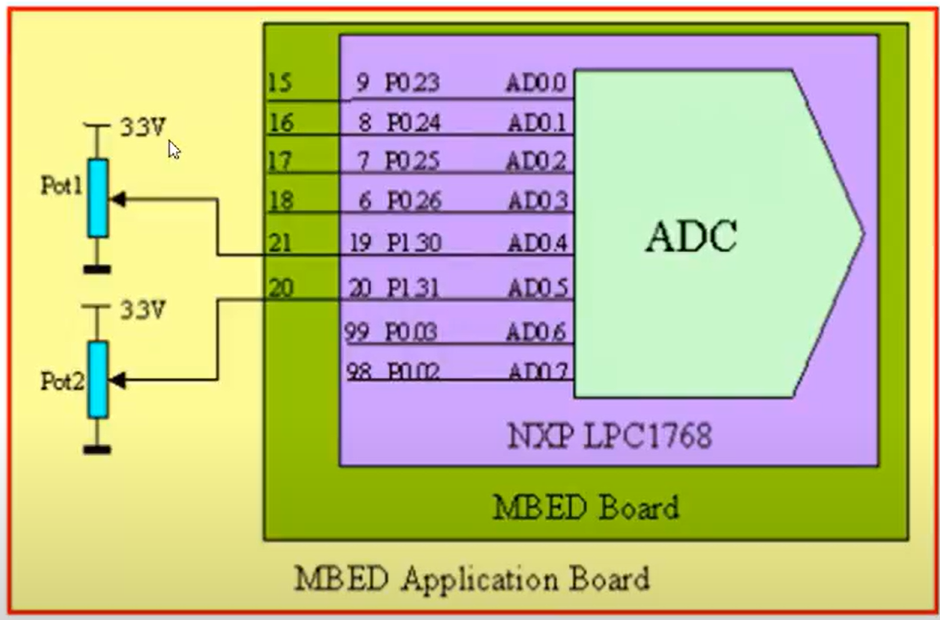 15 9 P0.23 AD0.0
3.3V
16 8 P0.24 AD0.1
17 7 P0.25 AD0.2
Pot1
18 6 P0.26 AD0.3
21 19 P1.30 AD0.4
20 20 P1.31 AD0.5
3.3V
99 P0.03 AD0.6
Pot2
98 P0.02 AD0.7
ADC
NXP LPC1768
MBED Board
MBED Application Board